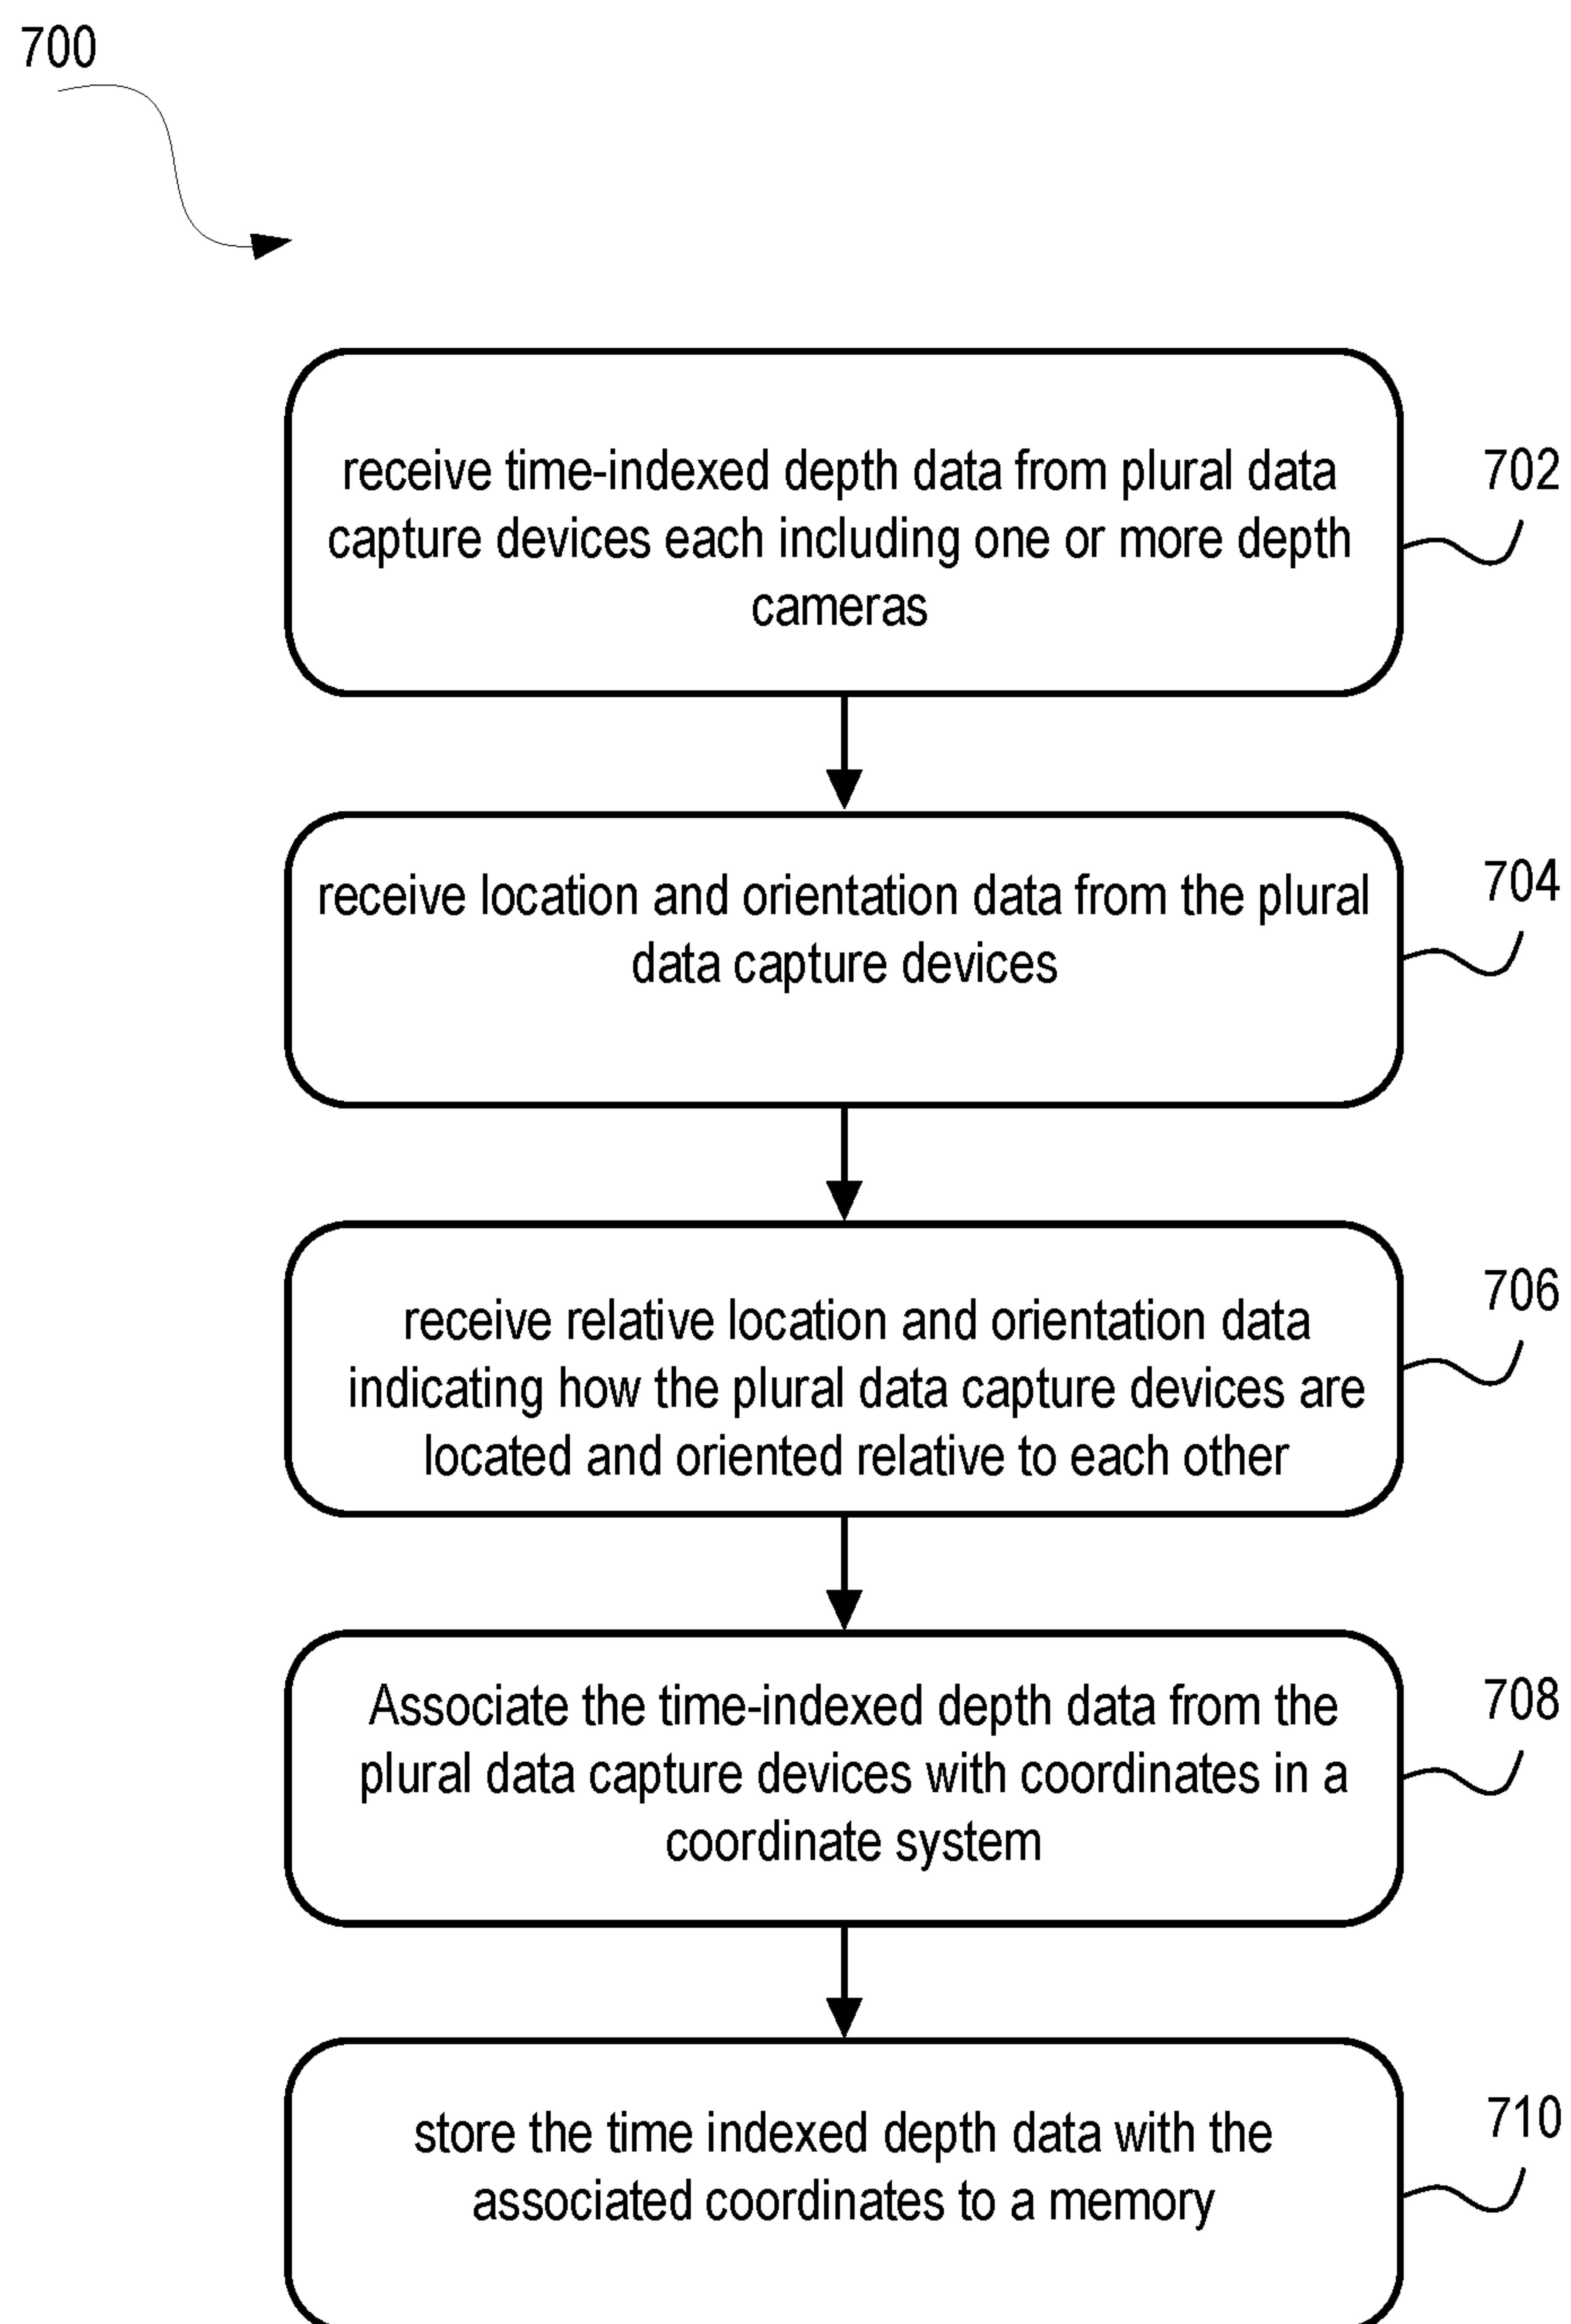 700
receive time-indexed depth data from plural data
capture devices each including one or more depth
cameras
702
receive location and orientation data from the plural
data capture devices
704
receive relative location and orientation data
indicating how the plural data capture devices are
located and oriented relative to each other
706
Associate the time-indexed depth data from the
plural data capture devices with coordinates in a
coordinate system
708
store the time indexed depth data with the
associated coordinates to a memory
710